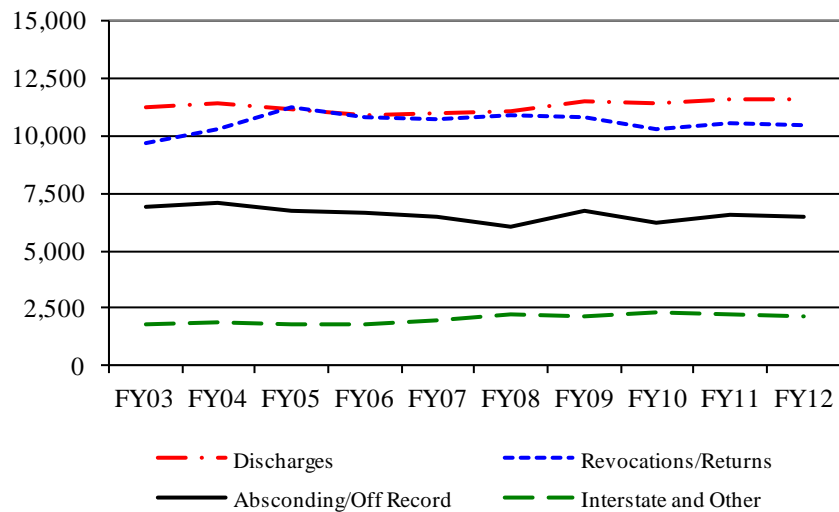 15,000
12,500
10,000
7,500
5,000
2,500
0
FY03 FY04 FY05 FY06 FY07 FY08 FY09 FY10 FY11 FY12
Discharges Revocations/Returns
Absconding/Off Record Interstate and Other